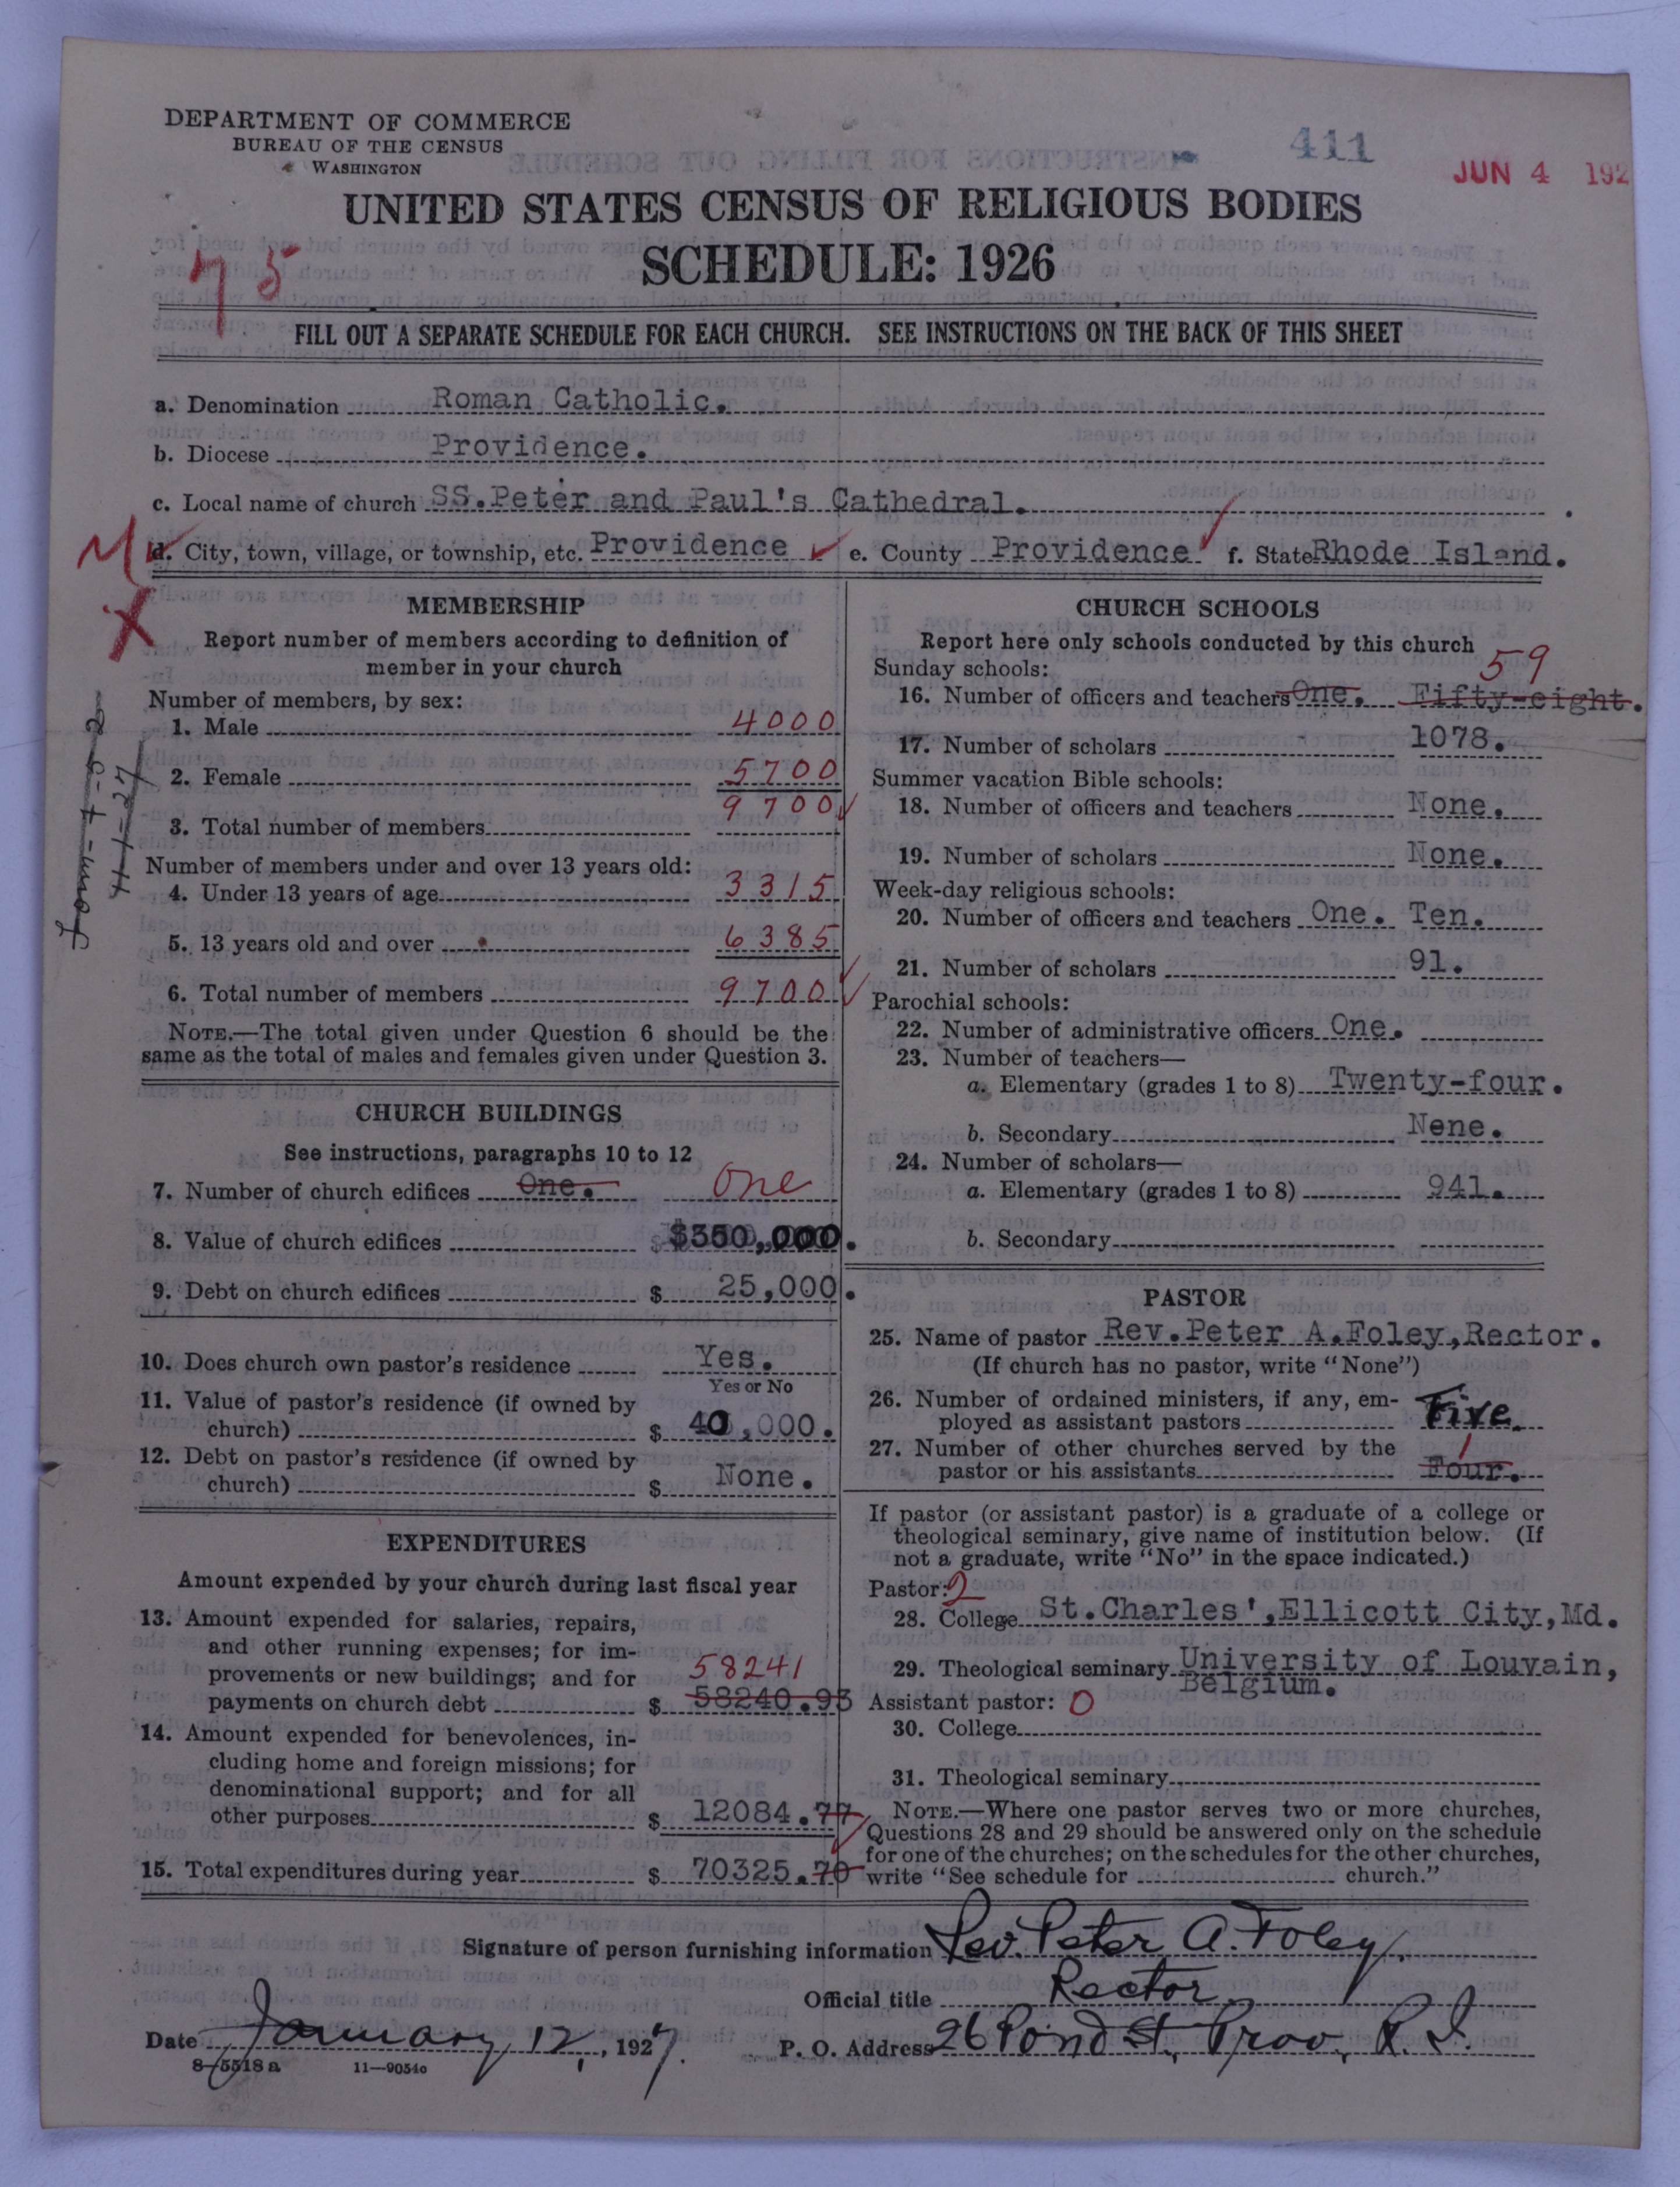 DEPARTMENT OF COMMERCE
BUREAU OF THE CENSUS
WASHINGTON
411
JUN 4 192
UNITED STATES CENSUS OF RELIGIOUS BODIES
SCHEDULE: 1926
75
FILL OUT A SEPARATE SCHEDULE FOR EACH CHURCH. SEE INSTRUCTIONS ON THE BACK OF THIS SHEET
a. Denomination Roman Catholic.
b. Diocese Providence.
c. Local name of church SS.Peter and Paul's Cathedral.
d. City, town, village, or township, etc. Providence e. County Providence f. State Rhode Island.
M
X
MEMBERSHIP
Report number of members according to definition of
member in your church
Number of members, by sex:
1. Male 4000
2. Female 5700
9700
3. Total number of members
Number of members under and over 13 years old:
4. Under 13 years of age 3315
5. 13 years old and over 6385
6. Total number of members 9700
NOTE.—The total given under Question 6 should be the
same as the total of males and females given under Question 3.
CHURCH BUILDINGS
See instructions, paragraphs 10 to 12
7. Number of church edifices One. One
8. Value of church edifices $350,000.
9. Debt on church edifices $ 25,000.
10. Does church own pastor's residence Yes.
Yes or No
11. Value of pastor's residence (if owned by
church) $ 40,000.
12. Debt on pastor's residence (if owned by
church) $ None.
EXPENDITURES
Amount expended by your church during last fiscal year
13. Amount expended for salaries, repairs,
and other running expenses; for im-
provements or new buildings; and for
58241
payments on church debt $ 58240.93
14. Amount expended for benevolences, in-
cluding home and foreign missions; for
denominational support; and for all
other purposes $ 12084.77
15. Total expenditures during year $ 70325.70
CHURCH SCHOOLS
Report here only schools conducted by this church
Sunday schools:
59
16. Number of officers and teachers One. Fifty-eight.
17. Number of scholars 1078.
Summer vacation Bible schools:
18. Number of officers and teachers None.
19. Number of scholars None.
Week-day religious schools:
20. Number of officers and teachers One. Ten.
21. Number of scholars 91.
Parochial schools:
22. Number of administrative officers One.
23. Number of teachers—
a. Elementary (grades 1 to 8) Twenty-four.
b. Secondary None.
24. Number of scholars—
a. Elementary (grades 1 to 8) 941.
b. Secondary
PASTOR
25. Name of pastor Rev.Peter A.Foley,Rector.
(If church has no pastor, write "None")
26. Number of ordained ministers, if any, em-
ployed as assistant pastors Five.
27. Number of other churches served by the
1
pastor or his assistants Four.
If pastor (or assistant pastor) is a graduate of a college or
theological seminary, give name of institution below. (If
not a graduate, write "No" in the space indicated.)
Pastor: 2
28. College St.Charles',Ellicott City,Md.
29. Theological seminary University of Louvain,
Belgium.
Assistant pastor: 0
30. College
31. Theological seminary
NOTE.—Where one pastor serves two or more churches,
Questions 28 and 29 should be answered only on the schedule
for one of the churches; on the schedules for the other churches,
write "See schedule for church."
Signature of person furnishing information Rev. Peter A. Foley.
Official title Rector
Date January 12, 1927. P. O. Address 26 Pond St. Prov. R.I.
8—5518a 11—9054o